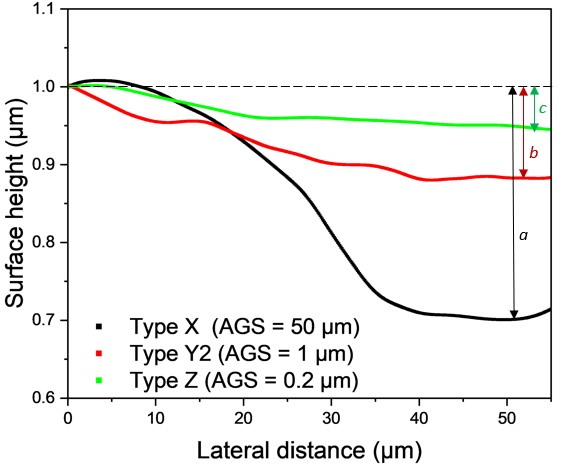 Surface height (µm)
1.1
1.0
0.9
0.8
0.7
0.6
c
b
a
Type X (AGS = 50 µm)
Type Y2 (AGS = 1 µm)
Type Z (AGS = 0.2 µm)
0 10 20 30 40 50
Lateral distance (µm)